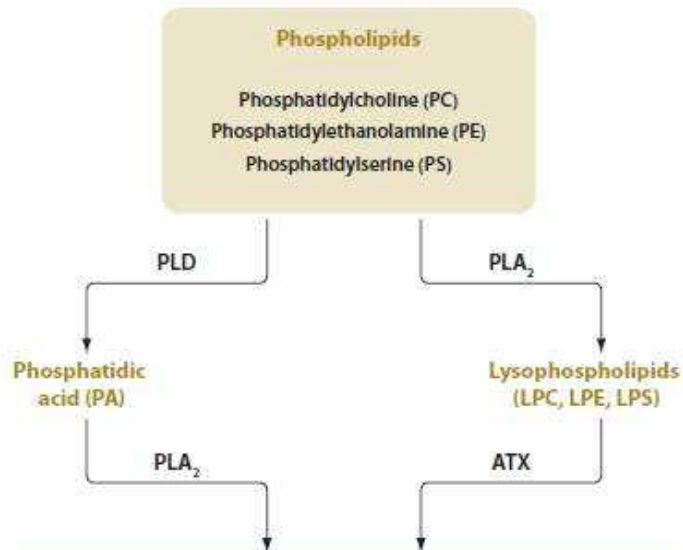 Phospholipids
Phosphatidylcholine (PC)
Phosphatidylethanolamine (PE)
Phosphatidylserine (PS)
PLD
PLA₂
Phosphatidic
acid (PA)
Lysophospholipids
(LPC, LPE, LPS)
PLA₂
ATX